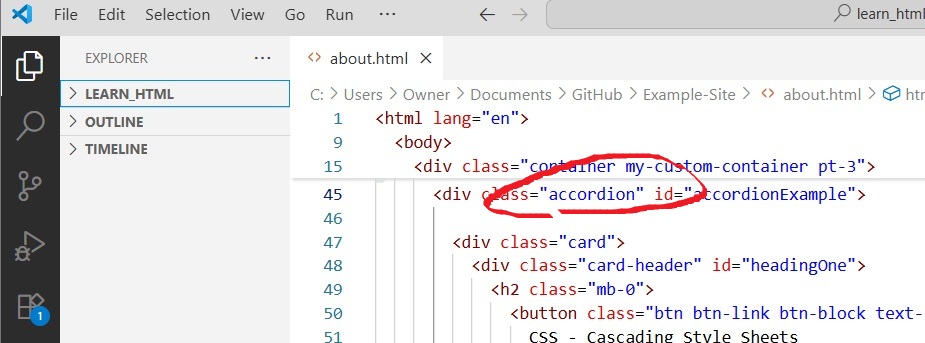 File Edit Selection View Go Run ··· ← → learn_html
EXPLORER ···
LEARN_HTML
OUTLINE
TIMELINE
<> about.html ×
C: > Users > Owner > Documents > GitHub > Example-Site > <> about.html > htm
1 <html lang="en">
9 <body>
15 <div class="container my-custom-container pt-3">
45 <div class="accordion" id="accordionExample">
46
47 <div class="card">
48 <div class="card-header" id="headingOne">
49 <h2 class="mb-0">
50 <button class="btn btn-link btn-block text-
51 CSS - Cascading Style Sheets
1